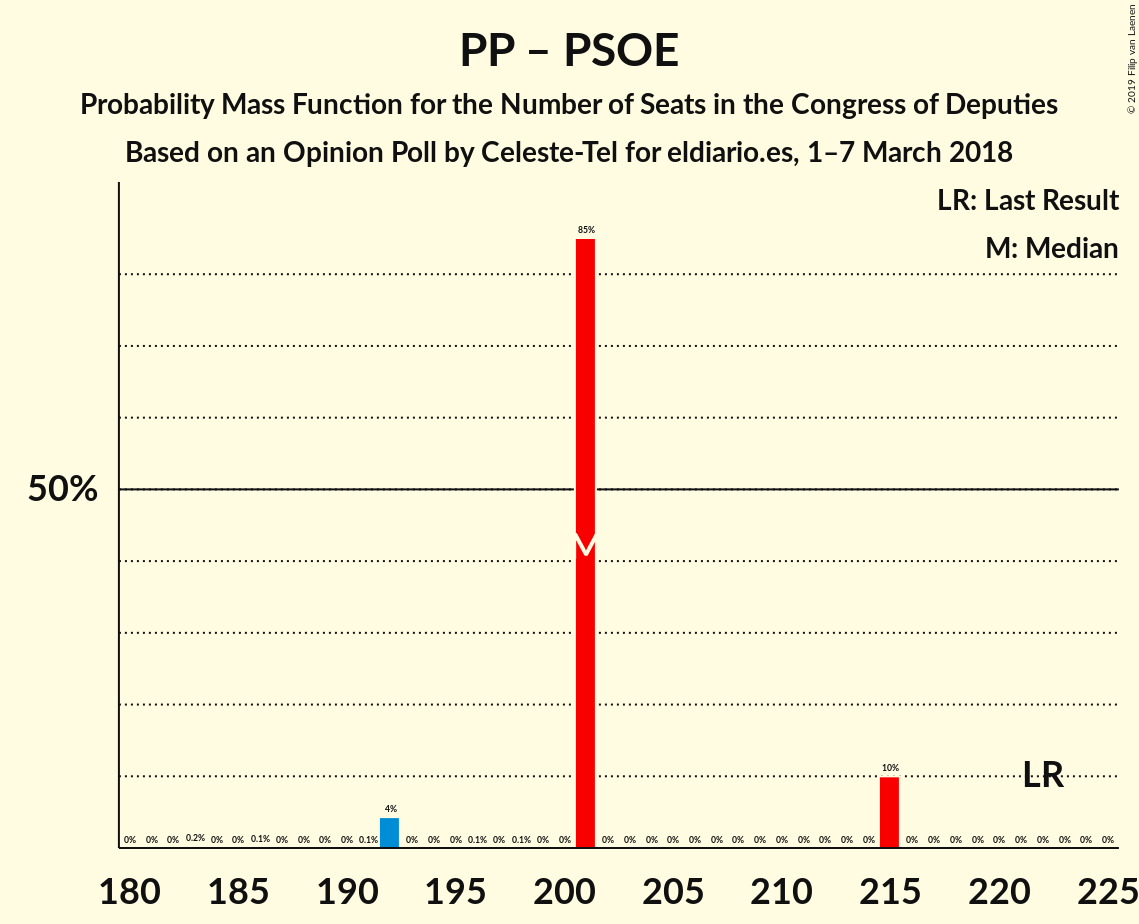 PP – PSOE
Probability Mass Function for the Number of Seats in the Congress of Deputies
Based on an Opinion Poll by Celeste-Tel for eldiario.es, 1–7 March 2018
© 2019 Filip van Laenen
LR: Last Result
M: Median
85%
50%
M
10%
LR
4%
0% 0% 0% 0.2% 0% 0% 0.1% 0% 0% 0% 0% 0.1% 0% 0% 0% 0.1% 0% 0.1% 0% 0% 0% 0% 0% 0% 0% 0% 0% 0% 0% 0% 0% 0% 0% 0% 0% 0% 0% 0% 0% 0% 0% 0% 0%
180 185 190 195 200 205 210 215 220 225